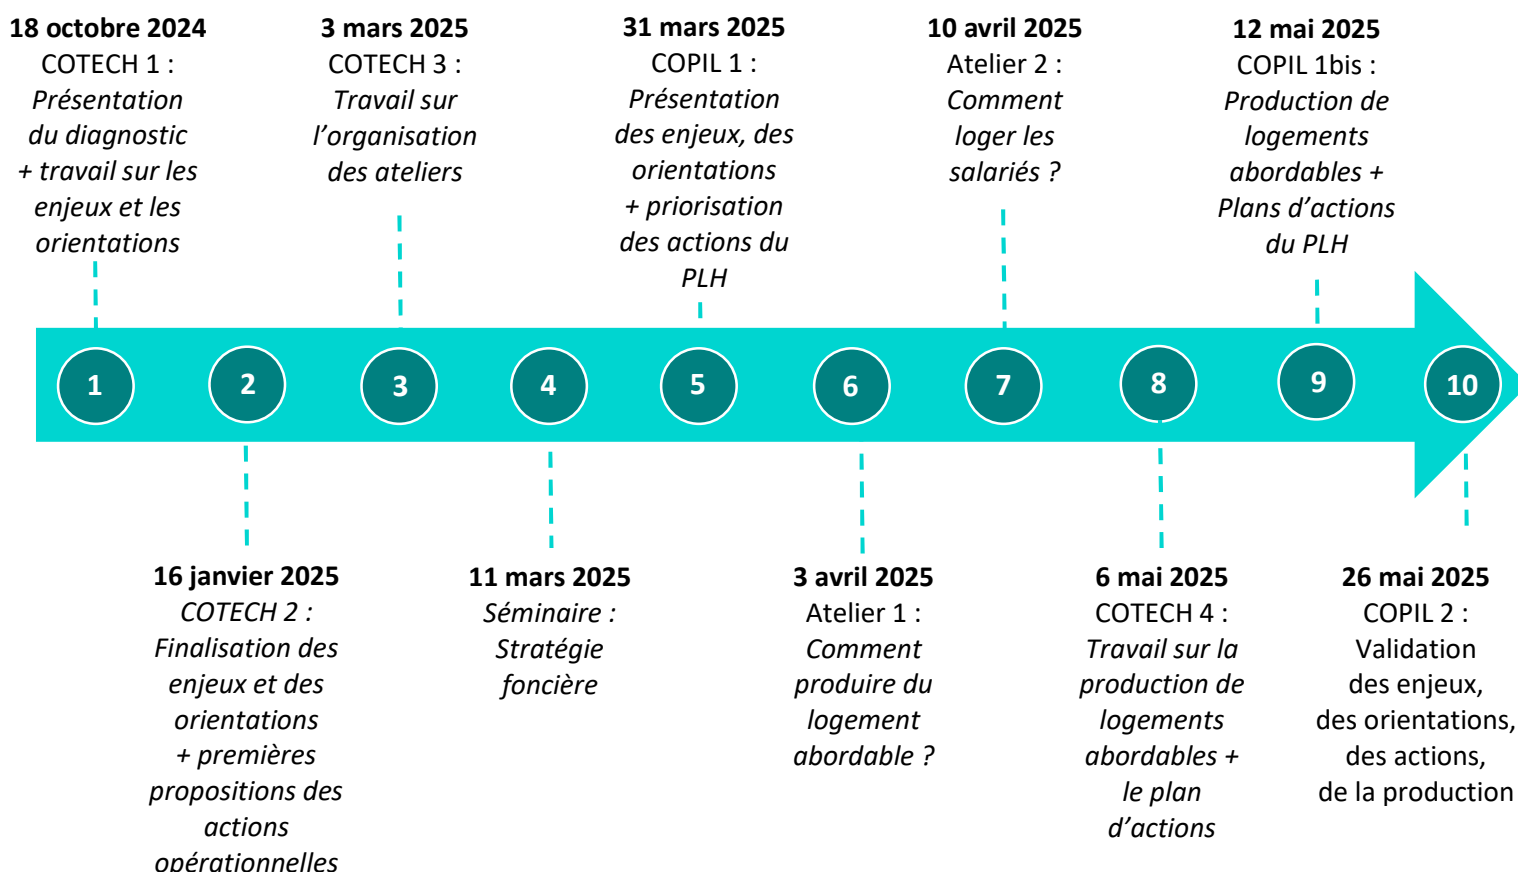 18 octobre 2024
COTECH 1 :
Présentation
du diagnostic
+ travail sur les
enjeux et les
orientations
3 mars 2025
COTECH 3 :
Travail sur
l’organisation
des ateliers
31 mars 2025
COPIL 1 :
Présentation
des enjeux, des
orientations
+ priorisation
des actions du
PLH
10 avril 2025
Atelier 2 :
Comment
loger les
salariés ?
12 mai 2025
COPIL 1bis :
Production de
logements
abordables +
Plans d’actions
du PLH
1
2
3
4
5
6
7
8
9
10
16 janvier 2025
COTECH 2 :
Finalisation des
enjeux et des
orientations
+ premières
propositions des
actions
opérationnelles
11 mars 2025
Séminaire :
Stratégie
foncière
3 avril 2025
Atelier 1 :
Comment
produire du
logement
abordable ?
6 mai 2025
COTECH 4 :
Travail sur la
production de
logements
abordables +
le plan
d’actions
26 mai 2025
COPIL 2 :
Validation
des enjeux,
des orientations,
des actions,
de la production